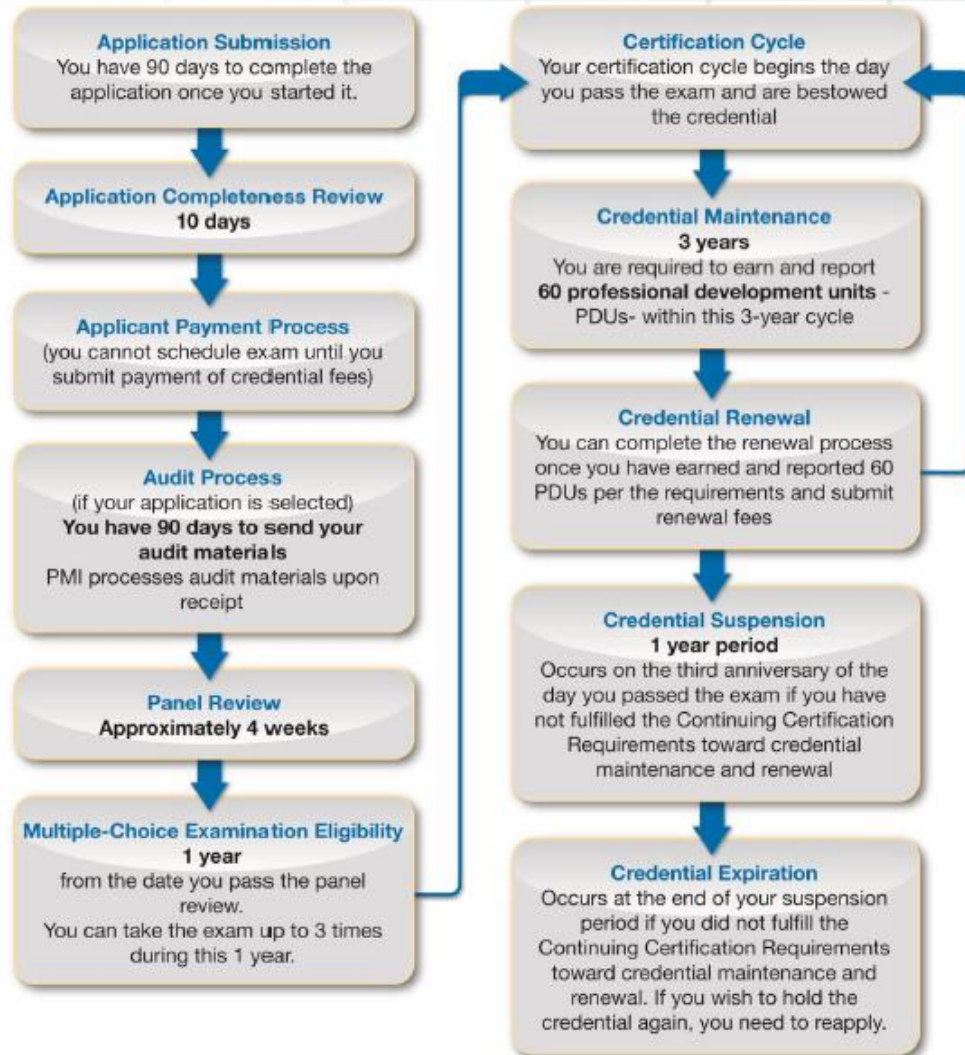 Application Submission
You have 90 days to complete the
application once you started it.
Application Completeness Review
10 days
Applicant Payment Process
(you cannot schedule exam until you
submit payment of credential fees)
Audit Process
(if your application is selected)
You have 90 days to send your
audit materials
PMI processes audit materials upon
receipt
Panel Review
Approximately 4 weeks
Multiple-Choice Examination Eligibility
1 year
from the date you pass the panel
review.
You can take the exam up to 3 times
during this 1 year.
Certification Cycle
Your certification cycle begins the day
you pass the exam and are bestowed
the credential
Credential Maintenance
3 years
You are required to earn and report
60 professional development units -
PDUs- within this 3-year cycle
Credential Renewal
You can complete the renewal process
once you have earned and reported 60
PDUs per the requirements and submit
renewal fees
Credential Suspension
1 year period
Occurs on the third anniversary of the
day you passed the exam if you have
not fulfilled the Continuing Certification
Requirements toward credential
maintenance and renewal
Credential Expiration
Occurs at the end of your suspension
period if you did not fulfill the
Continuing Certification Requirements
toward credential maintenance and
renewal. If you wish to hold the
credential again, you need to reapply.